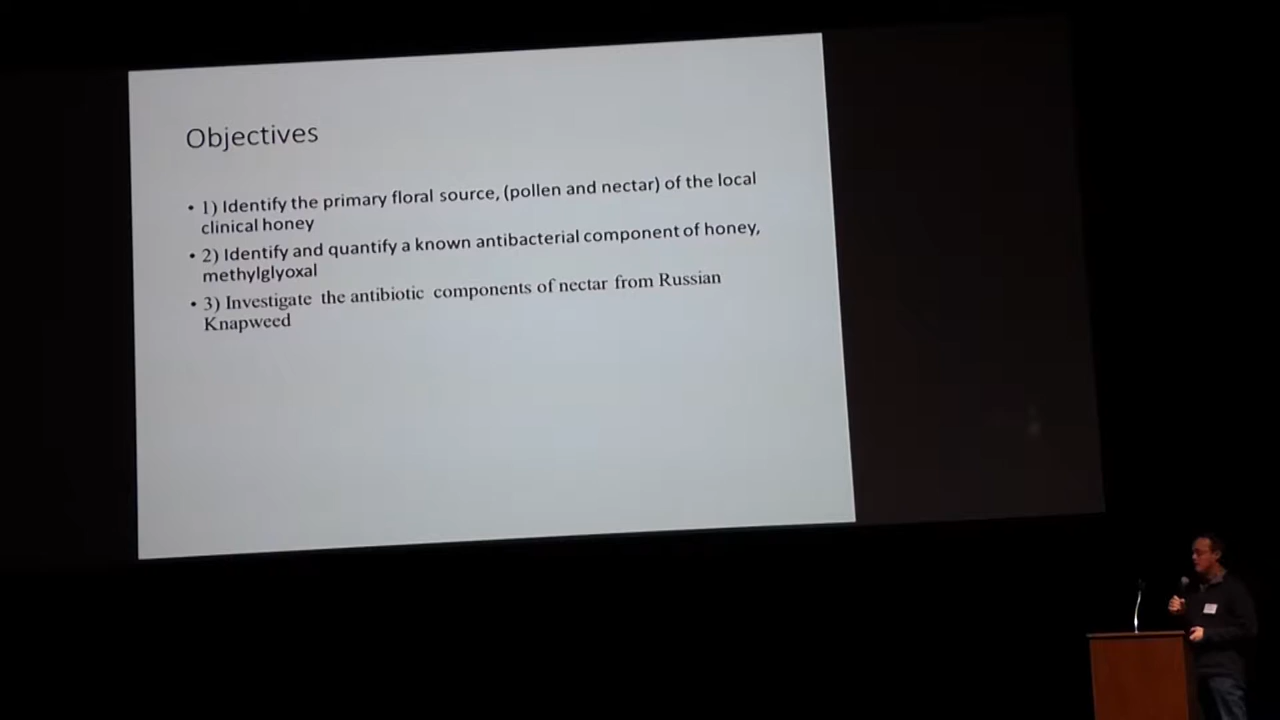 Objectives
• 1) Identify the primary floral source, (pollen and nectar) of the local
clinical honey
• 2) Identify and quantify a known antibacterial component of honey,
methylglyoxal
• 3) Investigate the antibiotic components of nectar from Russian
Knapweed